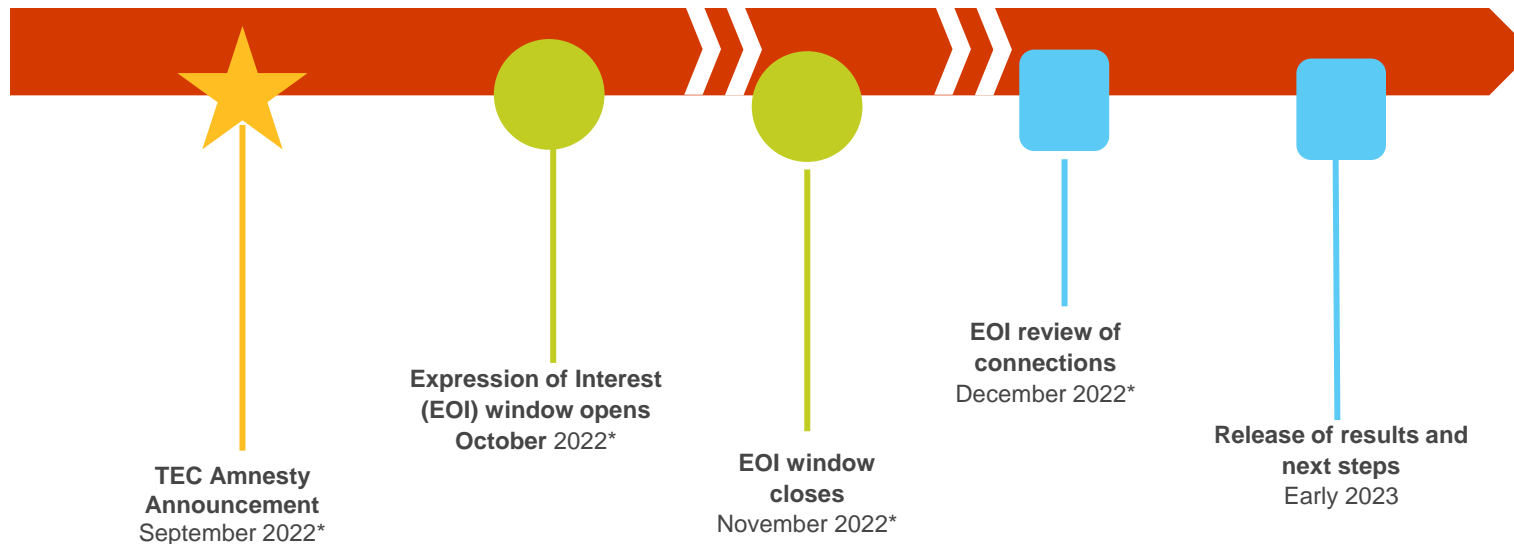 TEC Amnesty
Announcement
September 2022*
Expression of Interest
(EOI) window opens
October 2022*
EOI window
closes
November 2022*
EOI review of
connections
December 2022*
Release of results and
next steps
Early 2023